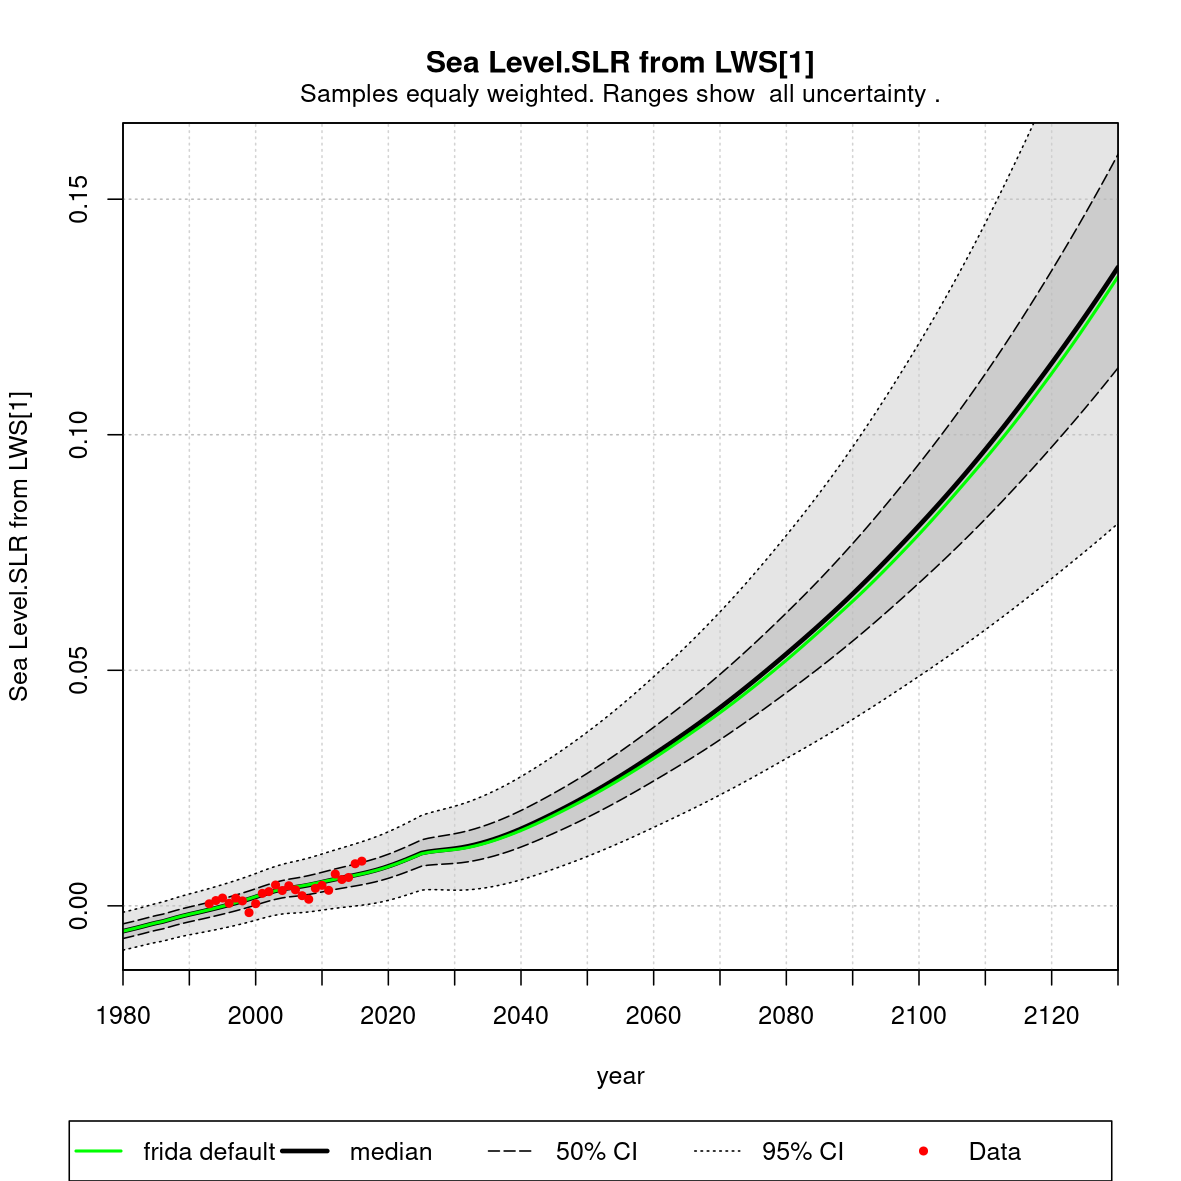 Sea Level.SLR from LWS[1]
Samples equaly weighted. Ranges show  all uncertainty .
Sea Level.SLR from LWS[1]
0.15
0.10
0.05
0.00
1980 2000 2020 2040 2060 2080 2100 2120
year
frida default median 50% CI 95% CI Data